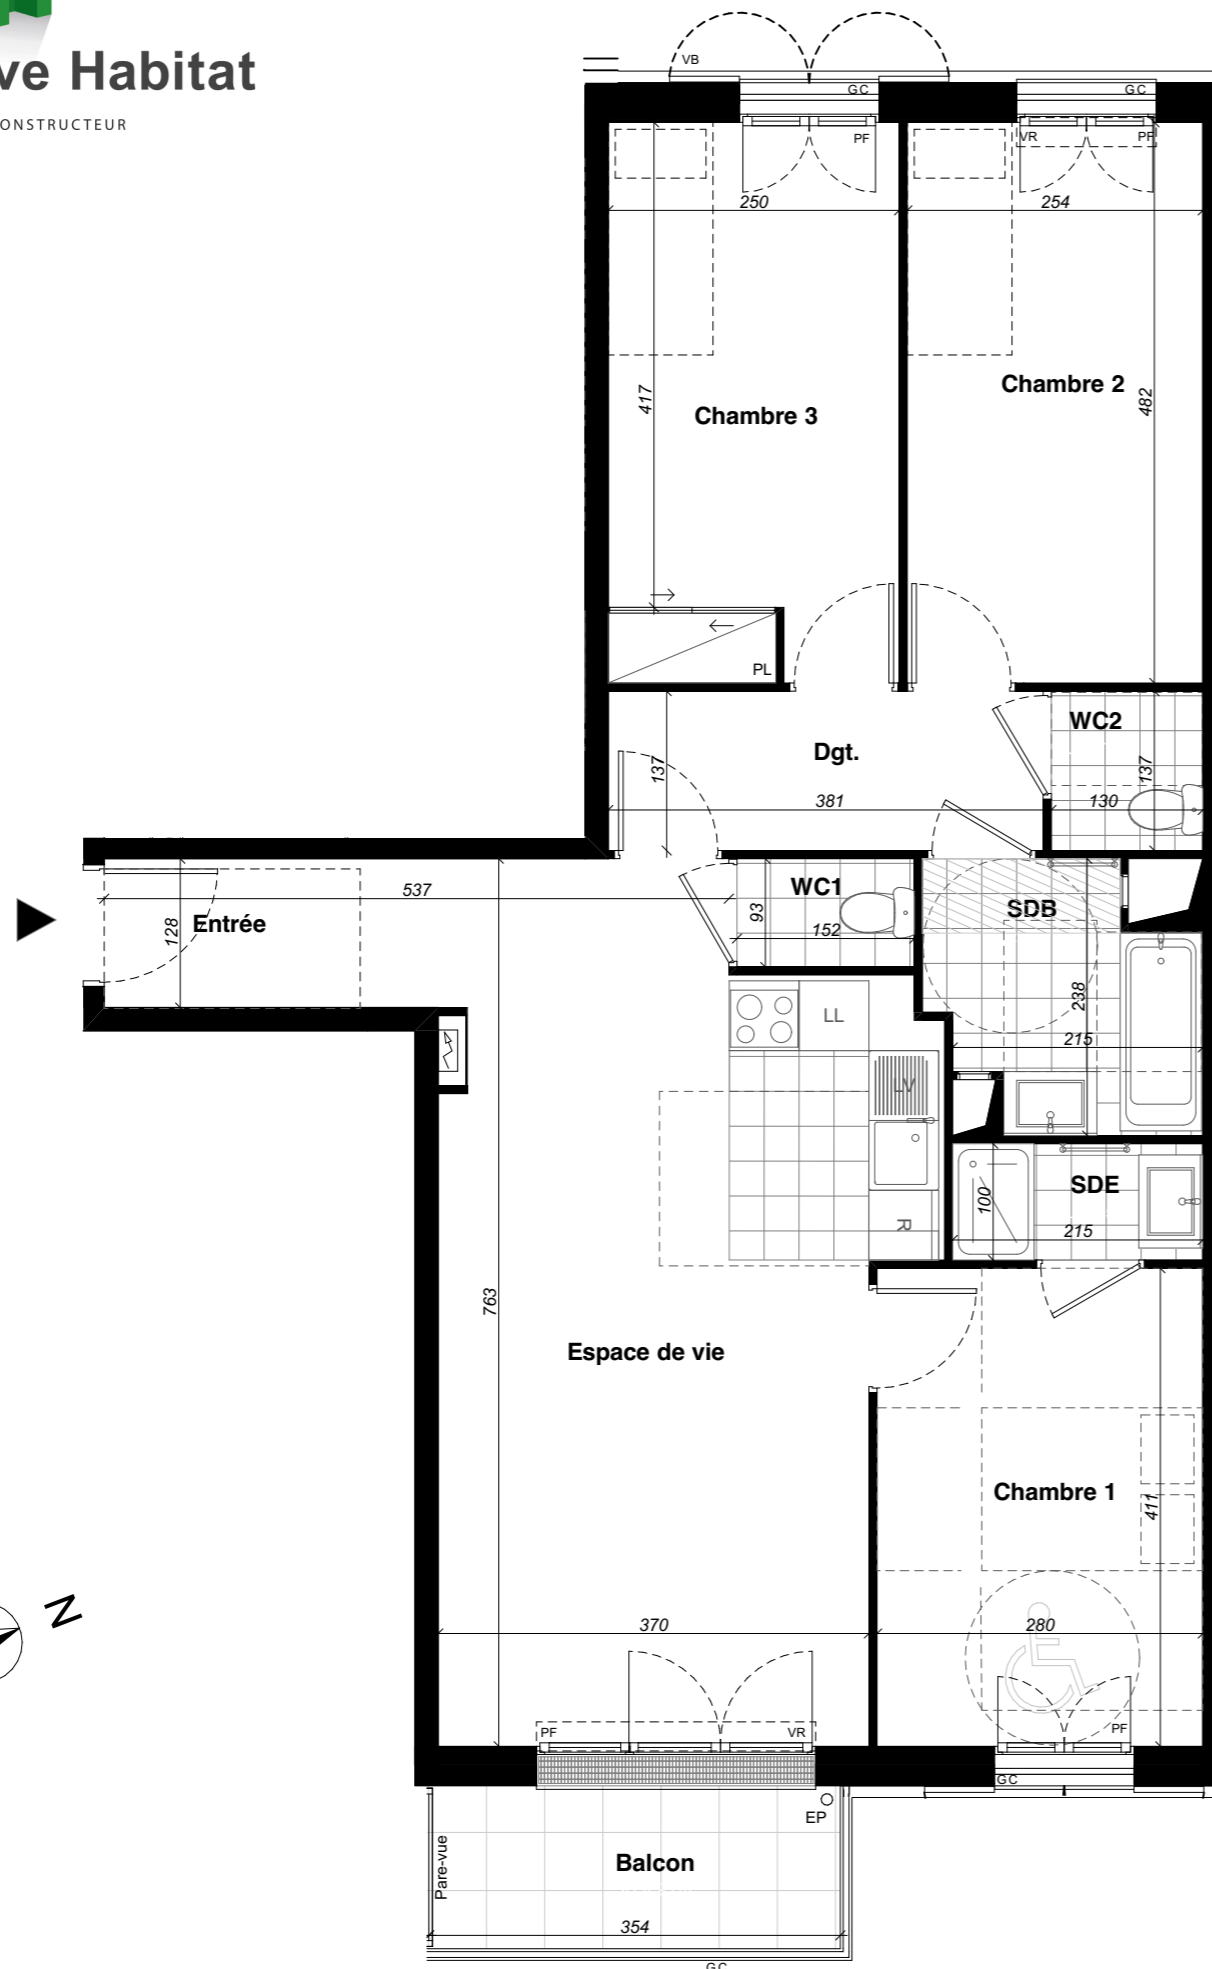 ve Habitat
ONSTRUCTEUR
VB
GC
GC
PF
VR
PF
250
254
417
482
Chambre 3
Chambre 2
PL
WC2
Dgt.
137
137
381
130
537
WC1
93
152
SDB
128
Entrée
LL
238
215
LV
SDE
100
215
R
763
Espace de vie
Chambre 1
411
370
280
N
PF
VR
PF
GC
EP
Pare-vue
Balcon
354
GC